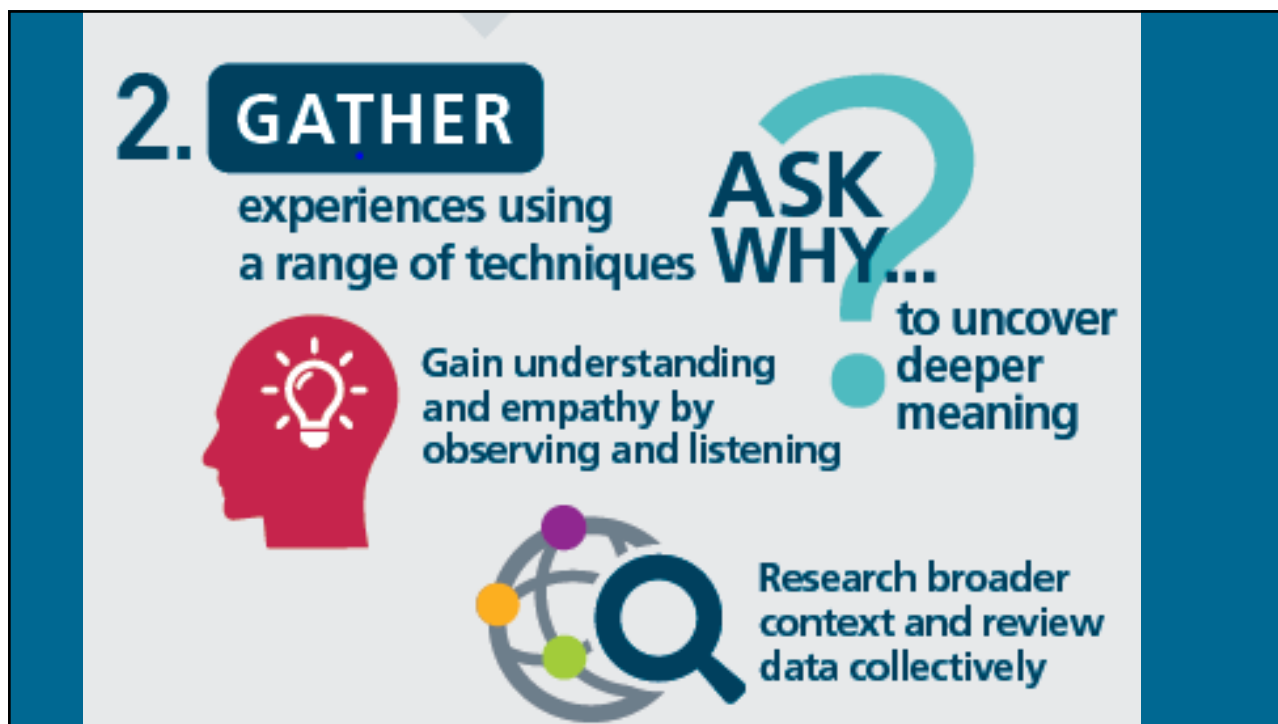 2. GATHER
experiences using
a range of techniques
ASK
WHY...
to uncover
deeper
meaning
Gain understanding
and empathy by
observing and listening
Research broader
context and review
data collectively